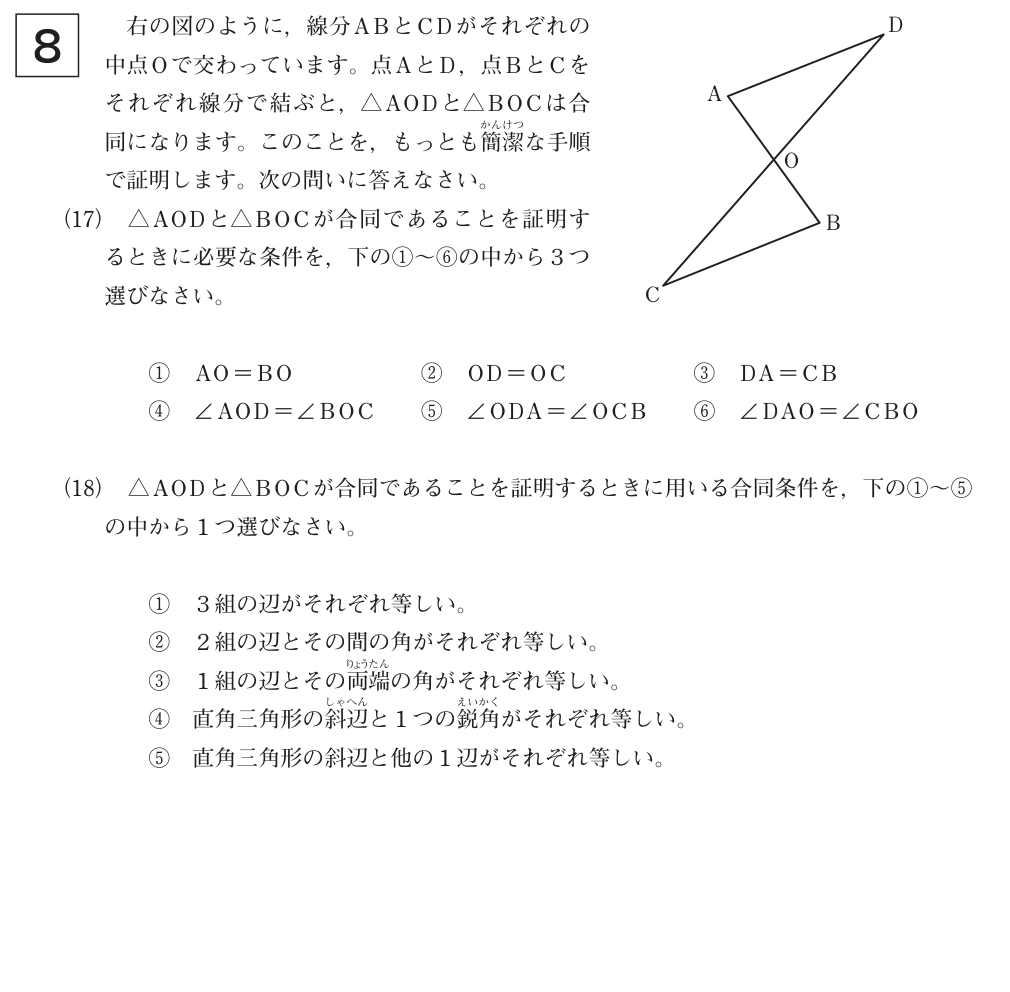 8
右の図のように，線分ＡＢとＣＤがそれぞれの
中点Ｏで交わっています。点ＡとＤ，点ＢとＣを
それぞれ線分で結ぶと，△ＡＯＤと△ＢＯＣは合
かんけつ
同になります。このことを，もっとも簡潔な手順
で証明します。次の問いに答えなさい。
D
A
O
B
C
(17)　△ＡＯＤと△ＢＯＣが合同であることを証明す
るときに必要な条件を，下の①〜⑥の中から３つ
選びなさい。
①　ＡＯ＝ＢＯ　②　ＯＤ＝ＯＣ　③　ＤＡ＝ＣＢ
④　∠ＡＯＤ＝∠ＢＯＣ　⑤　∠ＯＤＡ＝∠ＯＣＢ　⑥　∠ＤＡＯ＝∠ＣＢＯ
(18)　△ＡＯＤと△ＢＯＣが合同であることを証明するときに用いる合同条件を，下の①〜⑤
の中から１つ選びなさい。
①　３組の辺がそれぞれ等しい。
②　２組の辺とその間の角がそれぞれ等しい。
りょうたん
③　１組の辺とその両端の角がそれぞれ等しい。
しゃへん　えいかく
④　直角三角形の斜辺と１つの鋭角がそれぞれ等しい。
⑤　直角三角形の斜辺と他の１辺がそれぞれ等しい。